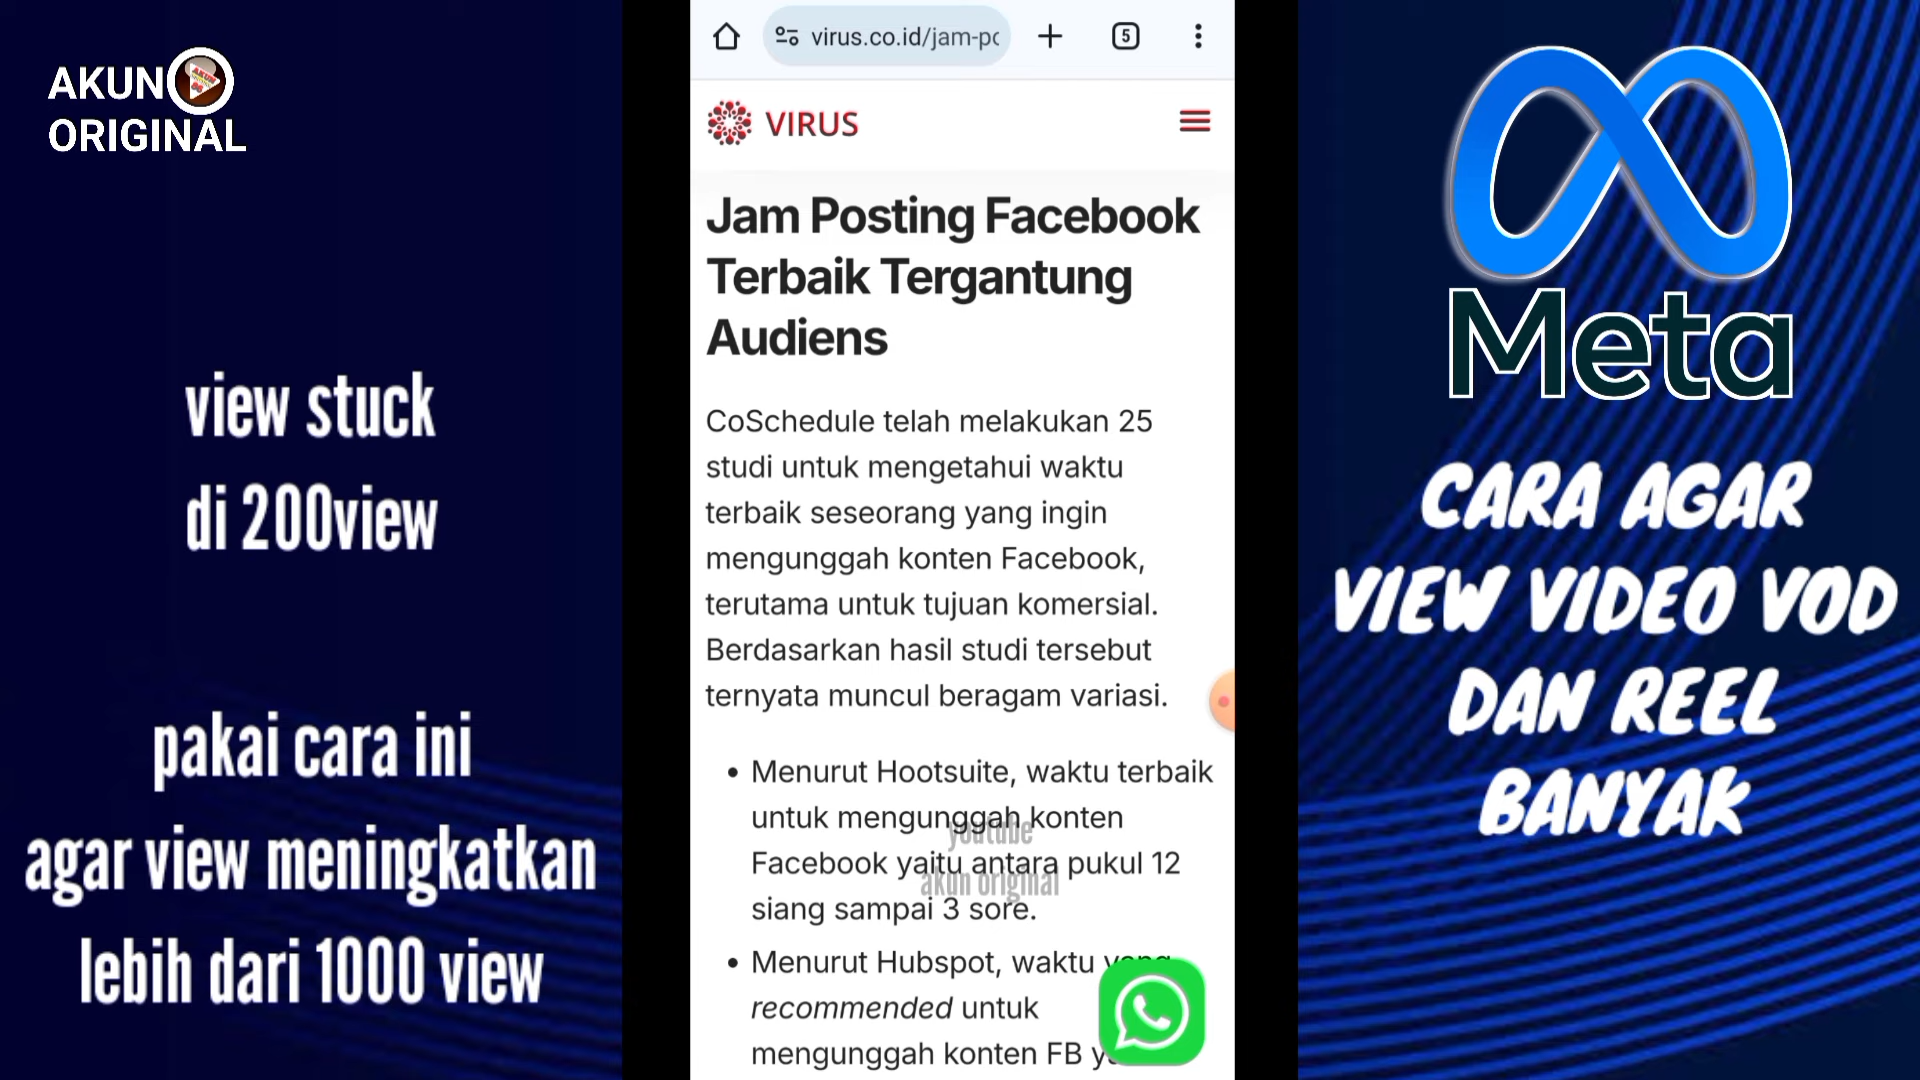 AKUN
ORIGINAL
view stuck
di 200view
pakai cara ini
agar view meningkatkan
lebih dari 1000 view
5
virus.co.id/jam-po
VIRUS
Jam Posting Facebook
Terbaik Tergantung
Audiens
CoSchedule telah melakukan 25
studi untuk mengetahui waktu
terbaik seseorang yang ingin
mengunggah konten Facebook,
terutama untuk tujuan komersial.
Berdasarkan hasil studi tersebut
ternyata muncul beragam variasi.
• Menurut Hootsuite, waktu terbaik
untuk mengunggah konten
Facebook yaitu antara pukul 12
siang sampai 3 sore.
• Menurut Hubspot, waktu yang
recommended untuk
mengunggah konten FB
youtube
akun original
Meta
CARA AGAR
VIEW VIDEO VOD
DAN REEL
BANYAK